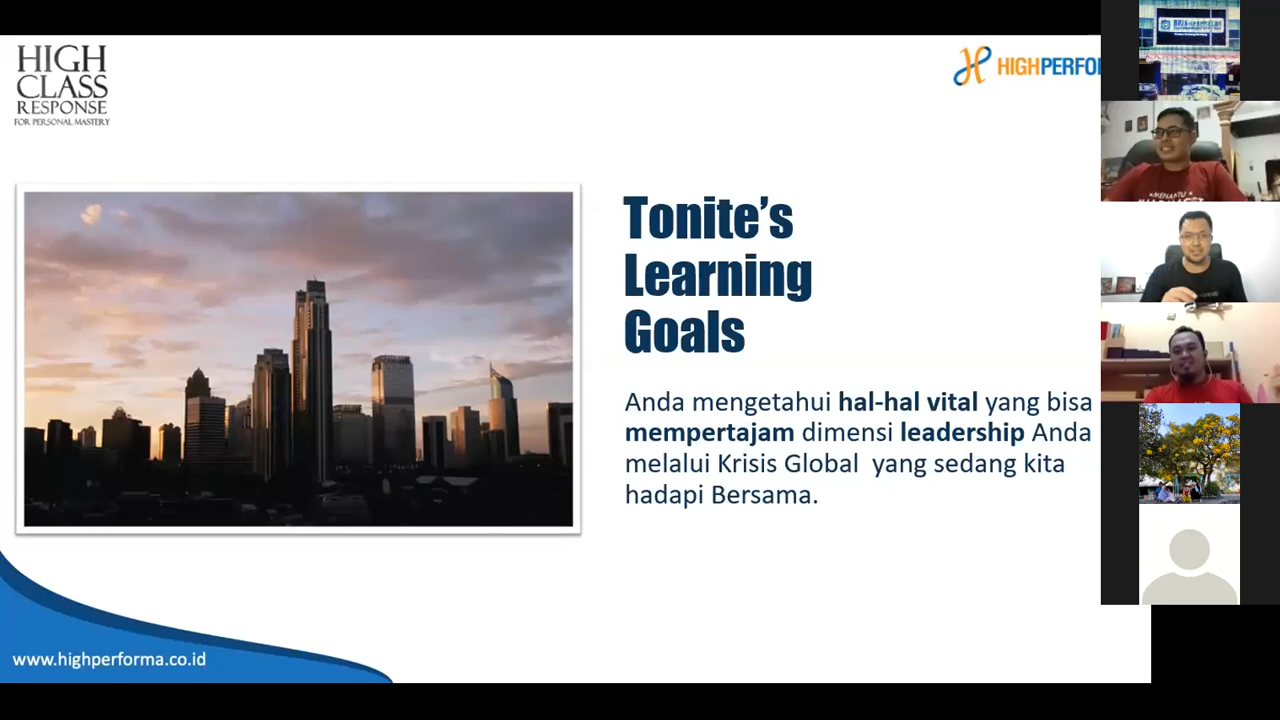 HIGH
CLASS
RESPONSE
FOR PERSONAL MASTERY
HIGHPERFO
Tonite’s
Learning
Goals
Anda mengetahui hal-hal vital yang bisa
mempertajam dimensi leadership Anda
melalui Krisis Global yang sedang kita
hadapi Bersama.
www.highperforma.co.id
MENANTU